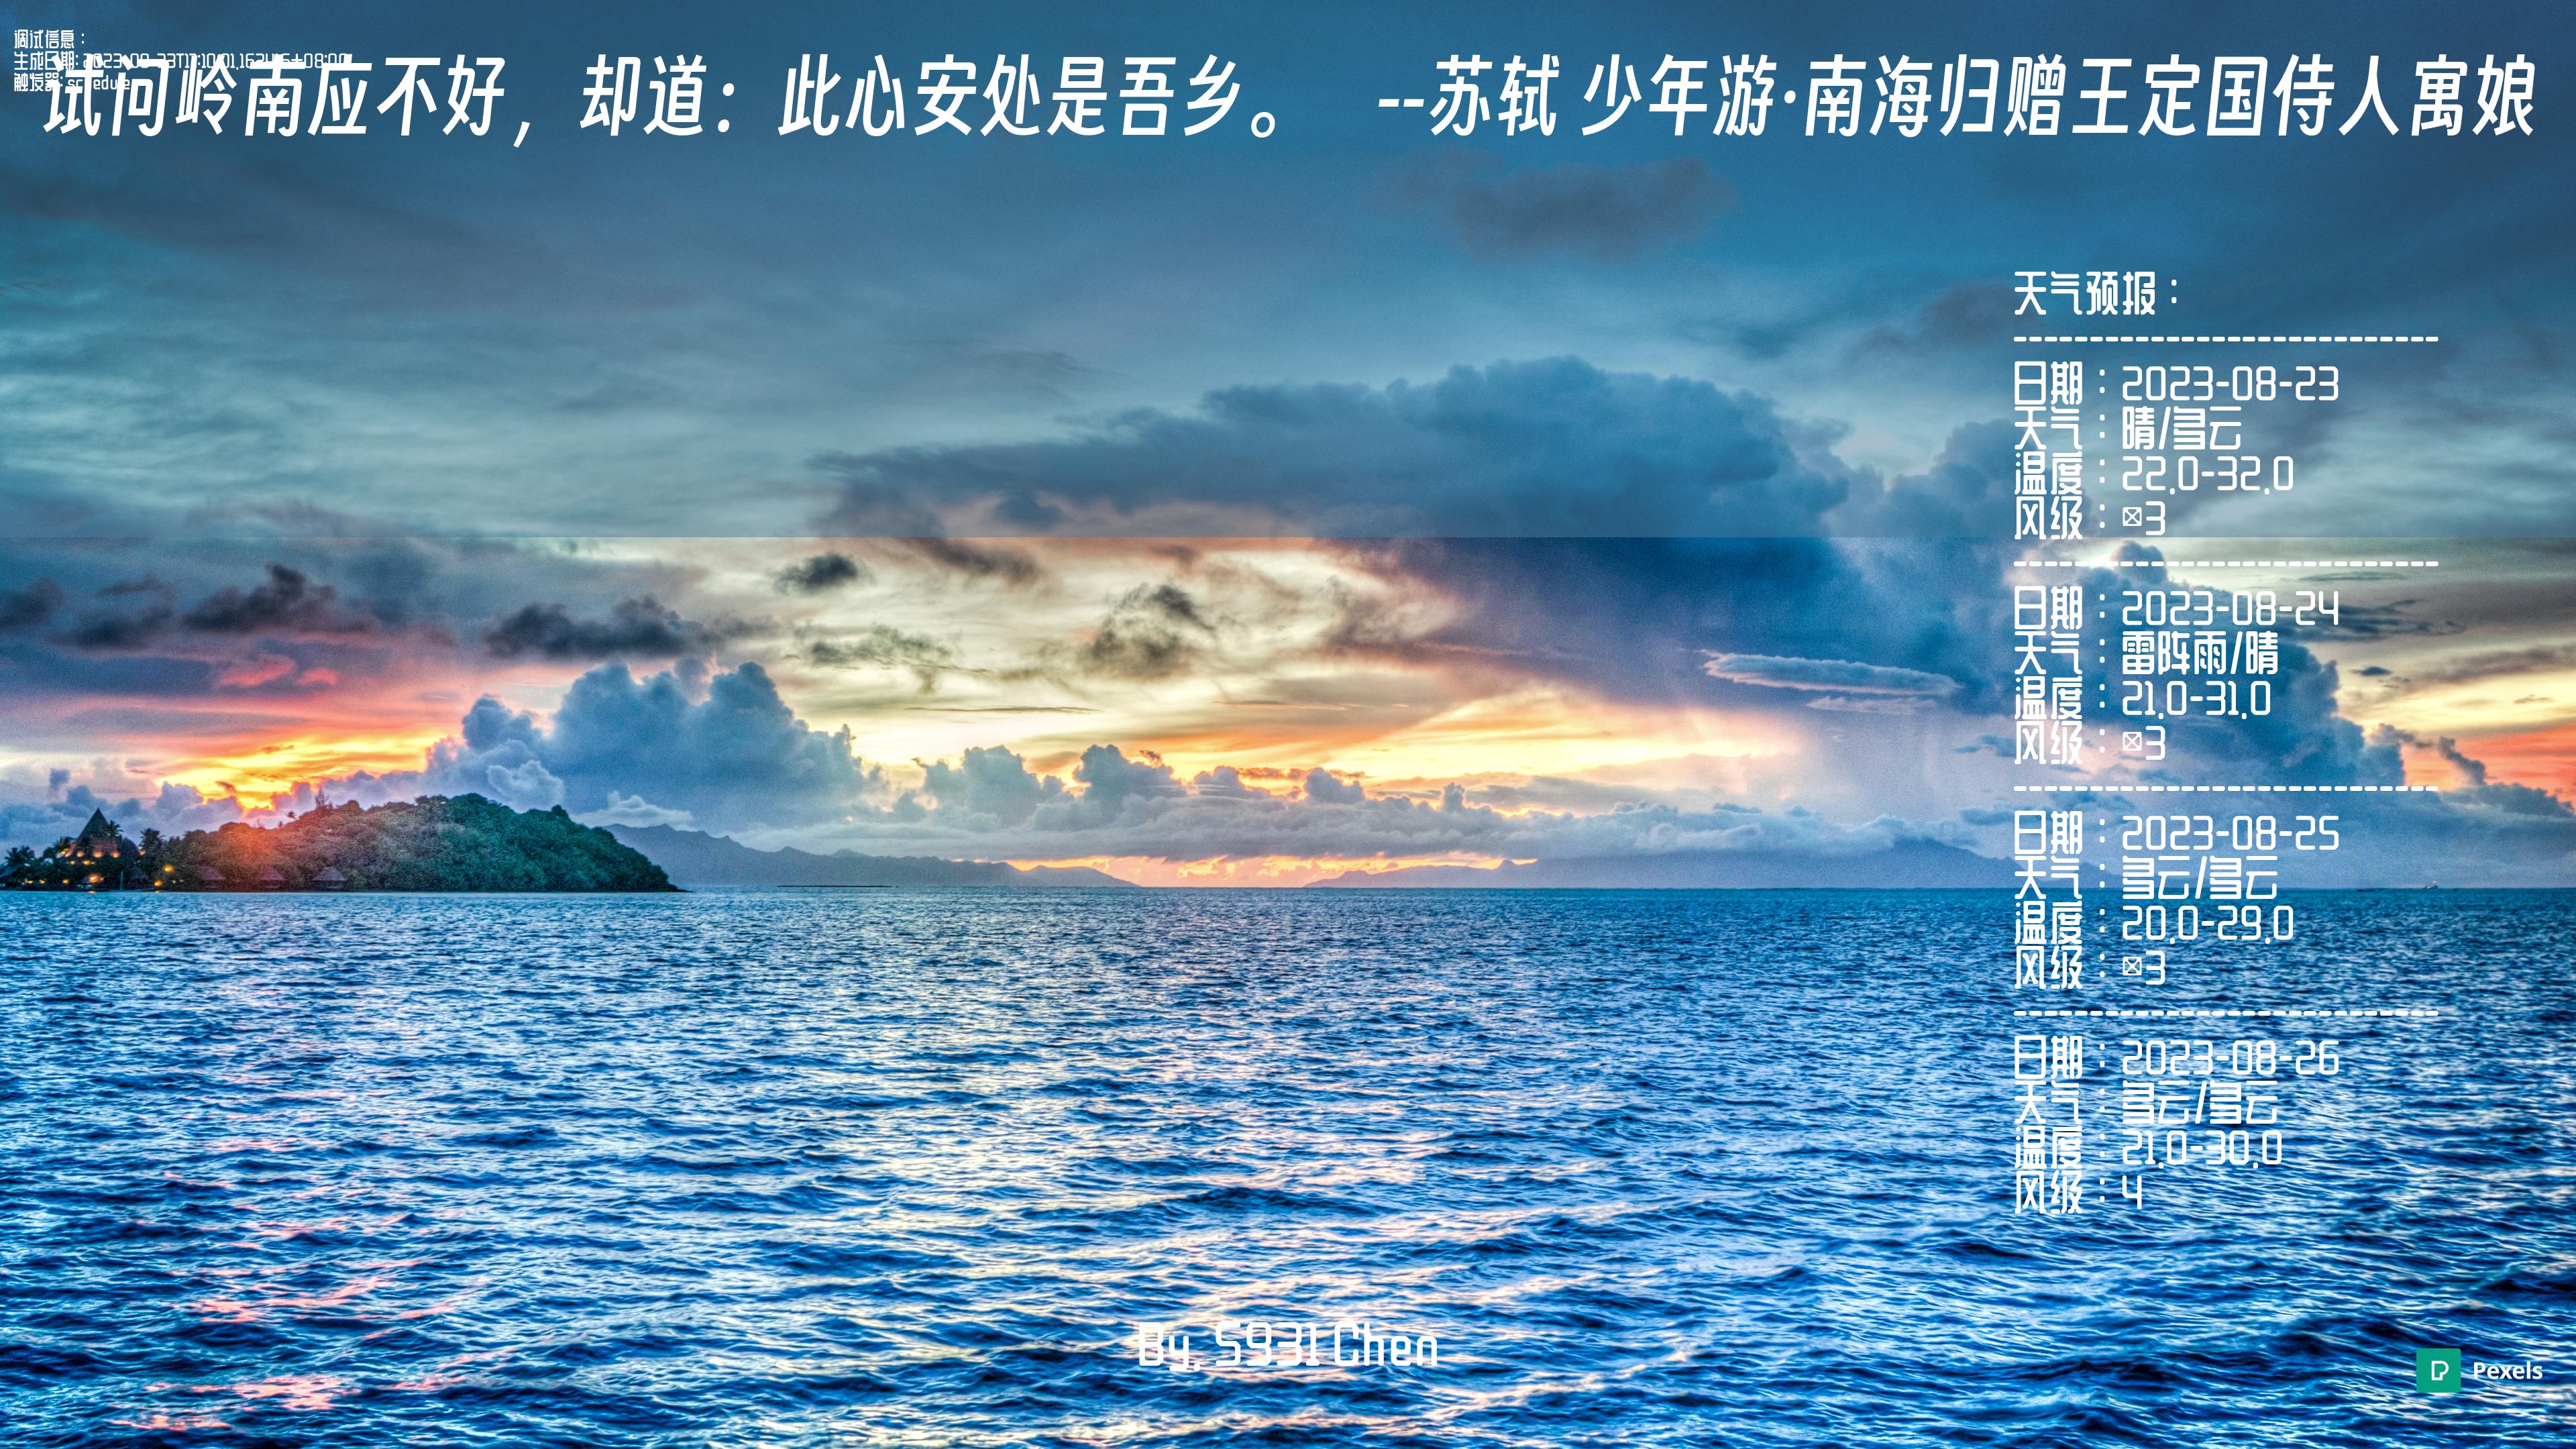 调试信息：
生成日期: 2023-08-23T17:10:01.162
触发器: schedule
试问岭南应不好，却道：此心安处是吾乡。 --苏轼 少年游·南海归赠王定国侍人寓娘
天气预报：
----------------------------
日期：2023-08-23
天气：晴/多云
温度：22.0-32.0
风级：3
----------------------------
日期：2023-08-24
天气：雷阵雨/晴
温度：21.0-31.0
风级：3
----------------------------
日期：2023-08-25
天气：多云/多云
温度：20.0-29.0
风级：3
----------------------------
日期：2023-08-26
天气：多云/多云
温度：21.0-30.0
风级：4
By. S931 Chen
Pexels